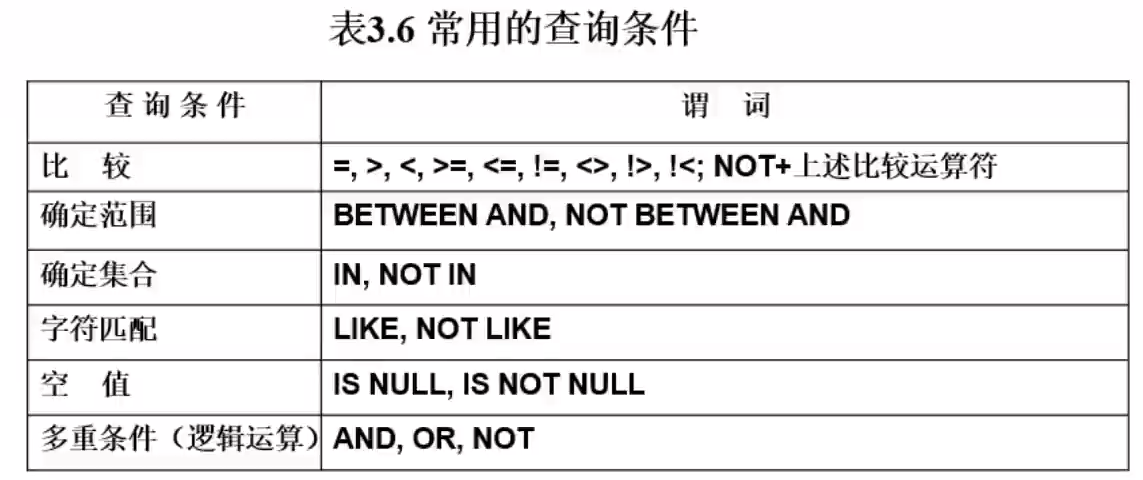 表3.6 常用的查询条件
查询条件 谓 词
比 较 =, >, <, >=, <=, !=, <>, !>, !<; NOT+上述比较运算符
确定范围 BETWEEN AND, NOT BETWEEN AND
确定集合 IN, NOT IN
字符匹配 LIKE, NOT LIKE
空 值 IS NULL, IS NOT NULL
多重条件（逻辑运算） AND, OR, NOT